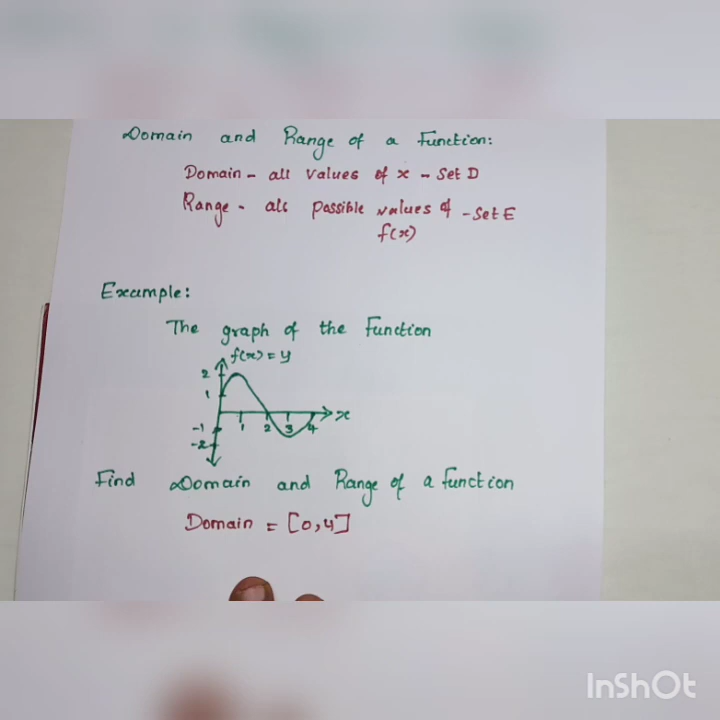 Domain and Range of a Function:
Domain - all values of x - Set D
Range - all possible values of - Set E
f(x)
Example:
The graph of the Function
f(x) = y
2
1
x
-1
1 2 3 4
-2
Find Domain and Range of a function
Domain = [0,4]
InShOt